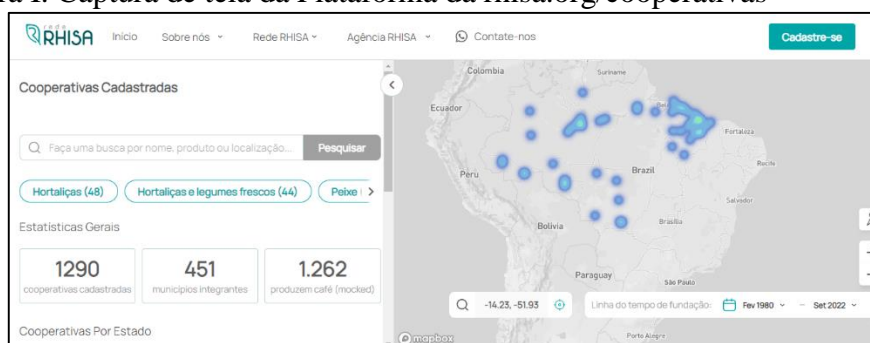 ra 1. Captura de tela da Plataforma da rhisa.org/cooperativas
rede
RHISA
Início
Sobre nós
Rede RHISA
Agência RHISA
Contate-nos
Cadastre-se
Cooperativas Cadastradas
Faça uma busca por nome, produto ou localização...
Pesquisar
Hortaliças (48)
Hortaliças e legumes frescos (44)
Peixe
Estatísticas Gerais
1290
cooperativas cadastradas
451
municípios integrantes
1.262
produzem café (mocked)
Cooperativas Por Estado
Colombia
Suriname
Ecuador
Fortaleza
Peru
Brazil
Recife
Salvador
Bolivia
Brasília
Paraguay
São Paulo
-14.23, -51.93
Linha do tempo de fundação:
Fev 1980
–
Set 2022
Porto Alegre
mapbox